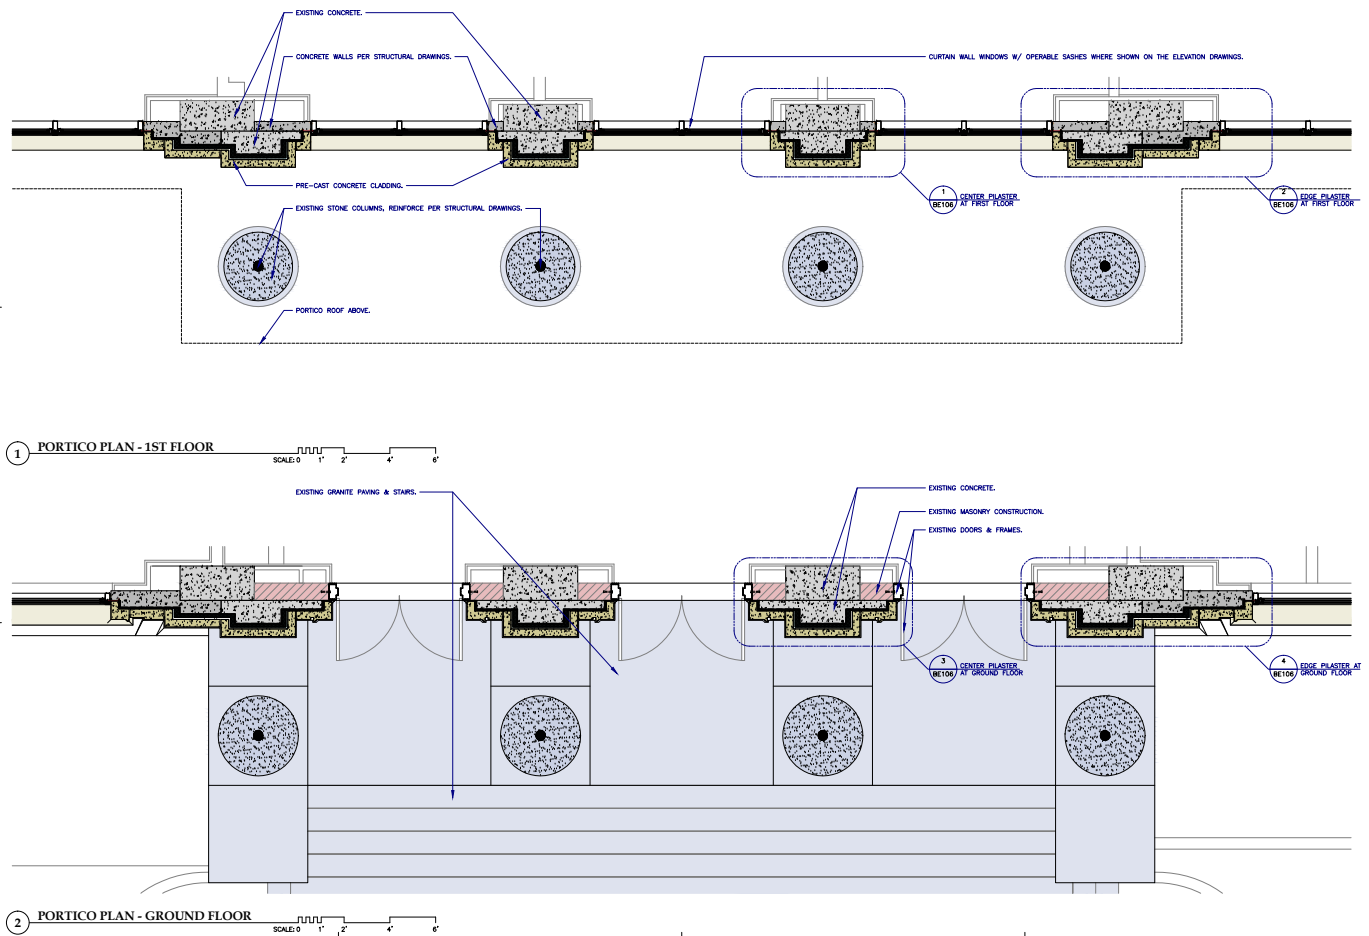 EXISTING CONCRETE.
CONCRETE WALLS PER STRUCTURAL DRAWINGS.
CURTAIN WALL WINDOWS W/ OPERABLE SASHES WHERE SHOWN ON THE ELEVATION DRAWINGS.
PRE-CAST CONCRETE CLADDING.
1
BE106
CENTER PILASTER
AT FIRST FLOOR
2
BE106
EDGE PILASTER
AT FIRST FLOOR
EXISTING STONE COLUMNS, REINFORCE PER STRUCTURAL DRAWINGS.
PORTICO ROOF ABOVE.
1 PORTICO PLAN - 1ST FLOOR
SCALE: 0 1' 2' 4' 6'
EXISTING GRANITE PAVING & STAIRS.
EXISTING CONCRETE.
EXISTING MASONRY CONSTRUCTION.
EXISTING DOORS & FRAMES.
3
BE106
CENTER PILASTER
AT GROUND FLOOR
4
BE106
EDGE PILASTER AT
GROUND FLOOR
2 PORTICO PLAN - GROUND FLOOR
SCALE: 0 1' 2' 4' 6'